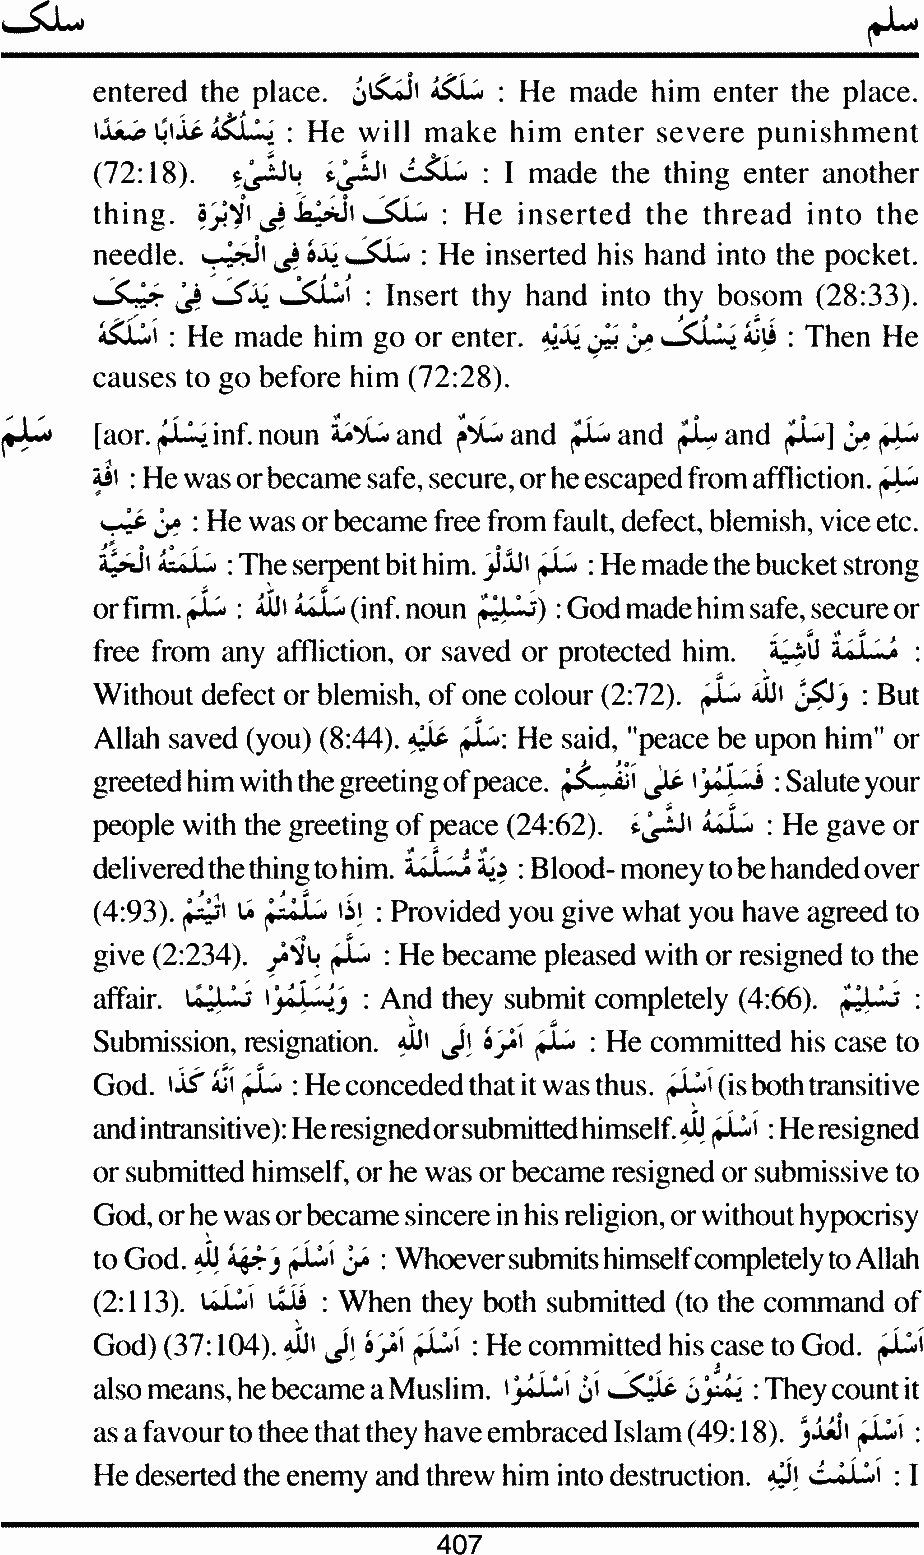 سلک سلم
entered the place. سَلَكَهُ الْمَكَانَ : He made him enter the place.
يَسْلُكْهُ عَذَابًا صَعَدًا : He will make him enter severe punishment
(72:18). سَلَكْتُ الشَّيْءَ بِالشَّيْءِ : I made the thing enter another
thing. سَلَکَ الْخَيْطَ فِی الْاِبْرَةِ : He inserted the thread into the
needle. سَلَکَ يَدَهٗ فِی الْجَيْبِ : He inserted his hand into the pocket.
اُسْلُکْ يَدَکَ فِی جَيْبِکَ : Insert thy hand into thy bosom (28:33).
اَسْلَكَهٗ : He made him go or enter. فَاِنَّهٗ يَسْلُکُ مِنْ بَيْنِ يَدَيْهِ : Then He
causes to go before him (72:28).
سَلِمَ [aor. يَسْلَمُ inf. noun سَلَامَةٌ and سَلَامٌ and سَلَمٌ and سِلْمٌ and سَلْمٌ] سَلِمَ مِنْ
اٰفَةٍ : He was or became safe, secure, or he escaped from affliction. سَلِمَ
مِنْ عَيْبٍ : He was or became free from fault, defect, blemish, vice etc.
سَلَمَتْهُ الْحَيَّةُ : The serpent bit him. سَلَمَ الدَّلْوَ : He made the bucket strong
or firm. سَلَّمَ : سَلَّمَهُ اللّٰهُ (inf. noun تَسْلِيْمٌ) : God made him safe, secure or
free from any affliction, or saved or protected him. مُسَلَّمَةٌ لَّاشِيَةَ :
Without defect or blemish, of one colour (2:72). وَلٰكِنَّ اللّٰهَ سَلَّمَ : But
Allah saved (you) (8:44). سَلَّمَ عَلَيْهِ: He said, "peace be upon him" or
greeted him with the greeting of peace. فَسَلِّمُوْا عَلٰی اَنْفُسِكُمْ : Salute your
people with the greeting of peace (24:62). سَلَّمَهُ الشَّيْءَ : He gave or
delivered the thing to him. دِيَةٌ مُّسَلَّمَةٌ : Blood- money to be handed over
(4:93). اِذَا سَلَّمْتُمْ مَّا اٰتَيْتُمْ : Provided you give what you have agreed to
give (2:234). سَلَّمَ بِالْاَمْرِ : He became pleased with or resigned to the
affair. وَيُسَلِّمُوْا تَسْلِيْمًا : And they submit completely (4:66). تَسْلِيْمٌ :
Submission, resignation. سَلَّمَ اَمْرَهٗ اِلَی اللّٰهِ : He committed his case to
God. سَلَّمَ اَنَّهٗ كَذَا : He conceded that it was thus. اَسْلَمَ (is both transitive
and intransitive): He resigned or submitted himself. اَسْلَمَ لِلّٰهِ : He resigned
or submitted himself, or he was or became resigned or submissive to
God, or he was or became sincere in his religion, or without hypocrisy
to God. مَنْ اَسْلَمَ وَجْهَهٗ لِلّٰهِ : Whoever submits himself completely to Allah
(2:113). فَلَمَّا اَسْلَمَا : When they both submitted (to the command of
God) (37:104). اَسْلَمَ اَمْرَهٗ اِلَی اللّٰهِ : He committed his case to God. اَسْلَمَ
also means, he became a Muslim. يَمُنُّوْنَ عَلَيْکَ اَنْ اَسْلَمُوْا : They count it
as a favour to thee that they have embraced Islam (49:18). اَسْلَمَ الْعَدُوَّ :
He deserted the enemy and threw him into destruction. اَسْلَمْتُ اِلَيْهِ : I
407